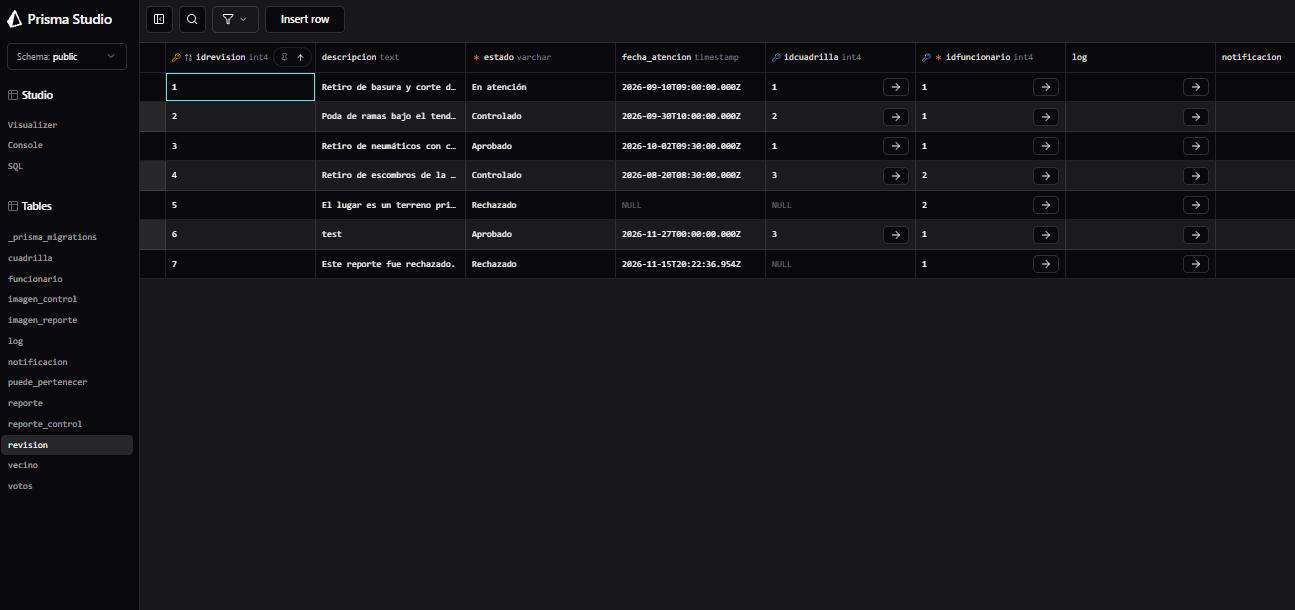 Prisma Studio
Insert row
Schema: public
Studio
Visualizer
Console
SQL
Tables
_prisma_migrations
cuadrilla
funcionario
imagen_control
imagen_reporte
log
notificacion
puede_pertenecer
reporte
reporte_control
revision
vecino
votos
idrevision int4 descripcion text * estado varchar fecha_atencion timestamp idcuadrilla int4 * idfuncionario int4 log notificacion
1 Retiro de basura y corte d… En atención 2026-09-10T09:00:00.000Z 1 1
2 Poda de ramas bajo el tend… Controlado 2026-09-30T10:00:00.000Z 2 1
3 Retiro de neumáticos con c… Aprobado 2026-10-02T09:30:00.000Z 1 1
4 Retiro de escombros de la … Controlado 2026-08-20T08:30:00.000Z 3 2
5 El lugar es un terreno pri… Rechazado NULL NULL 2
6 test Aprobado 2026-11-27T00:00:00.000Z 3 1
7 Este reporte fue rechazado. Rechazado 2026-11-15T20:22:36.954Z NULL 1